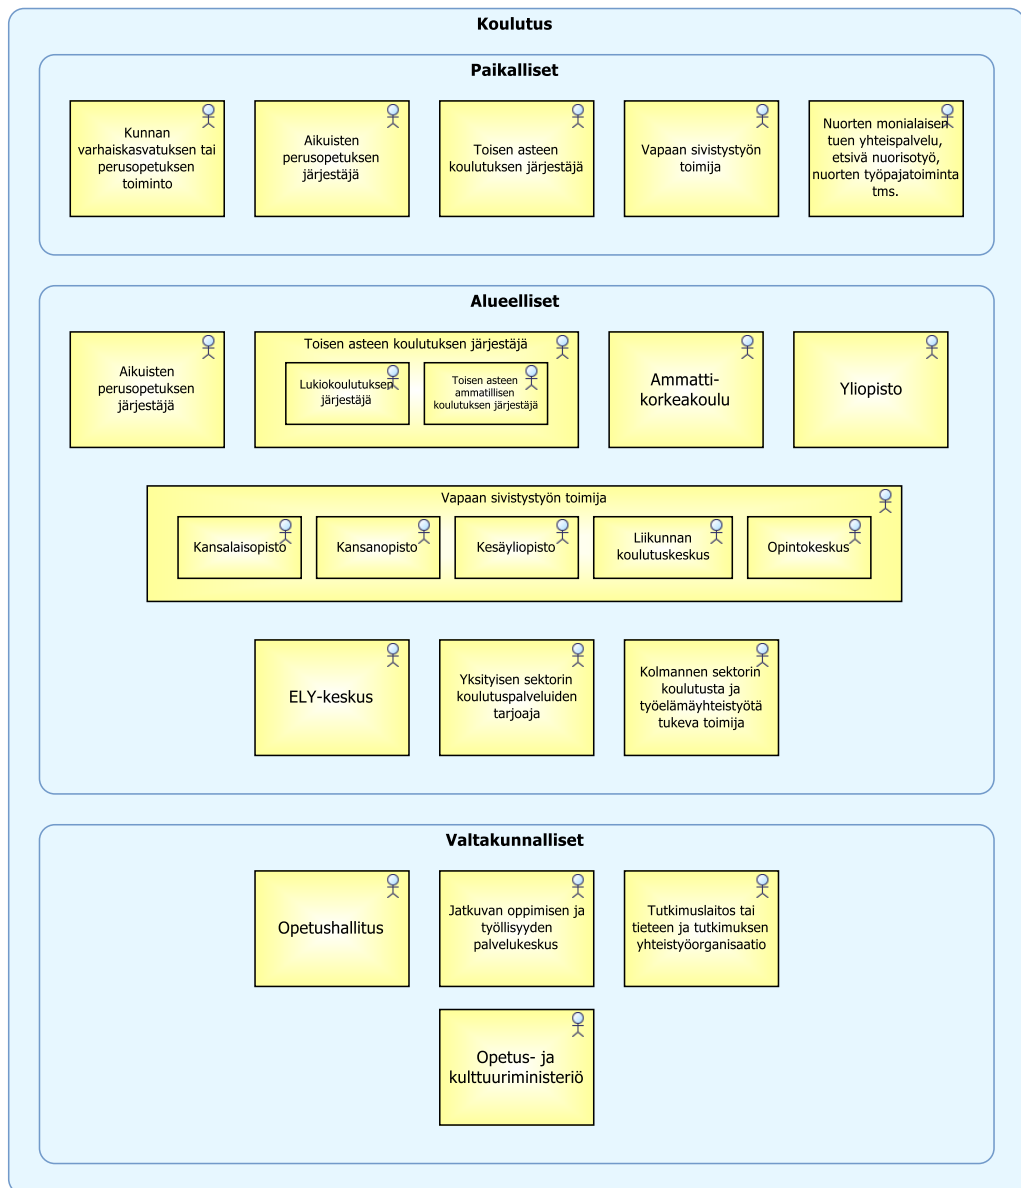 Koulutus
Paikalliset
Kunnan
varhaiskasvatuksen tai
perusopetuksen
toiminto
Aikuisten
perusopetuksen
järjestäjä
Toisen asteen
koulutuksen järjestäjä
Vapaan sivistystyön
toimija
Nuorten monialaisen
tuen yhteispalvelu,
etsivä nuorisotyö,
nuorten työpajatoiminta
tms.
Alueelliset
Aikuisten
perusopetuksen
järjestäjä
Toisen asteen koulutuksen järjestäjä
Lukiokoulutuksen
järjestäjä
Toisen asteen
ammatillisen
koulutuksen järjestäjä
Ammatti-
korkeakoulu
Yliopisto
Vapaan sivistystyön toimija
Kansalaisopisto
Kansanopisto
Kesäyliopisto
Liikunnan
koulutuskeskus
Opintokeskus
ELY-keskus
Yksityisen sektorin
koulutuspalveluiden
tarjoaja
Kolmannen sektorin
koulutusta ja
työelämäyhteistyötä
tukeva toimija
Valtakunnalliset
Opetushallitus
Jatkuvan oppimisen ja
työllisyyden
palvelukeskus
Tutkimuslaitos tai
tieteen ja tutkimuksen
yhteistyöorganisaatio
Opetus- ja
kulttuuriministeriö